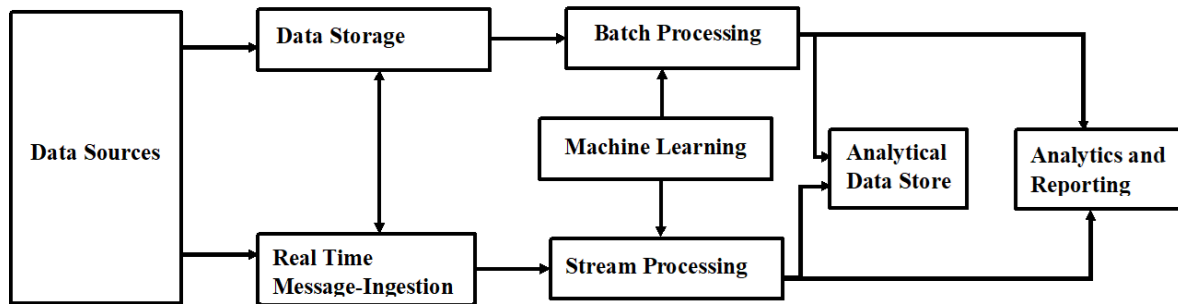 Data Sources
Data Storage
Batch Processing
Machine Learning
Analytical
Data Store
Analytics and
Reporting
Real Time
Message-Ingestion
Stream Processing